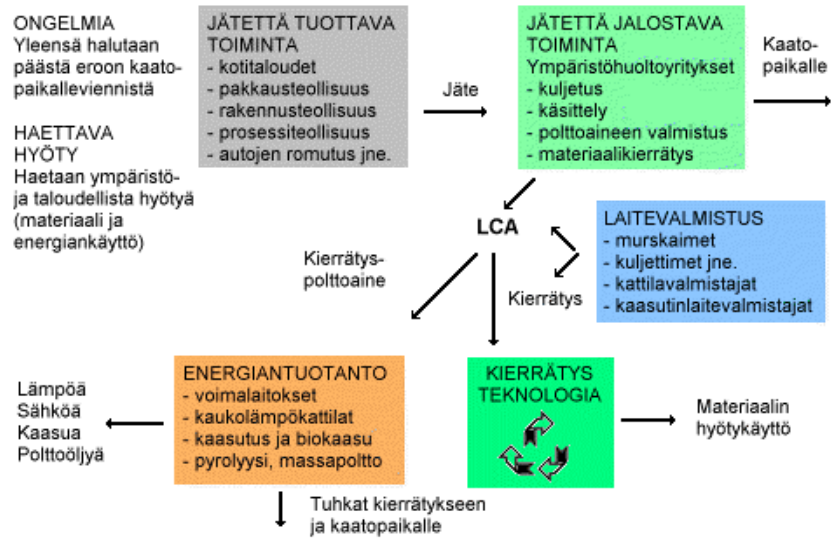 ONGELMIA
Yleensä halutaan
päästä eroon kaato-
paikalleviennistä
HAETTAVA
HYÖTY
Haetaan ympäristö-
ja taloudellista hyötyä
(materiaali ja
energiankäyttö)
JÄTETTÄ TUOTTAVA
TOIMINTA
- kotitaloudet
- pakkausteollisuus
- rakennusteollisuus
- prosessiteollisuus
- autojen romutus jne.
Jäte
JÄTETTÄ JALOSTAVA
TOIMINTA
Ympäristöhuoltoyritykset
- kuljetus
- käsittely
- polttoaineen valmistus
- materiaalikierrätys
Kaato-
paikalle
LCA
LAITEVALMISTUS
- murskaimet
- kuljettimet jne.
- kattilavalmistajat
- kaasutinlaitevalmistajat
Kierrätys-
polttoaine
Kierrätys
ENERGIANTUOTANTO
- voimalaitokset
- kaukolämpökattilat
- kaasutus ja biokaasu
- pyrolyysi, massapoltto
KIERRÄTYS
TEKNOLOGIA
Lämpöä
Sähköä
Kaasua
Polttoöljyä
Materiaalin
hyötykäyttö
Tuhkat kierrätykseen
ja kaatopaikalle